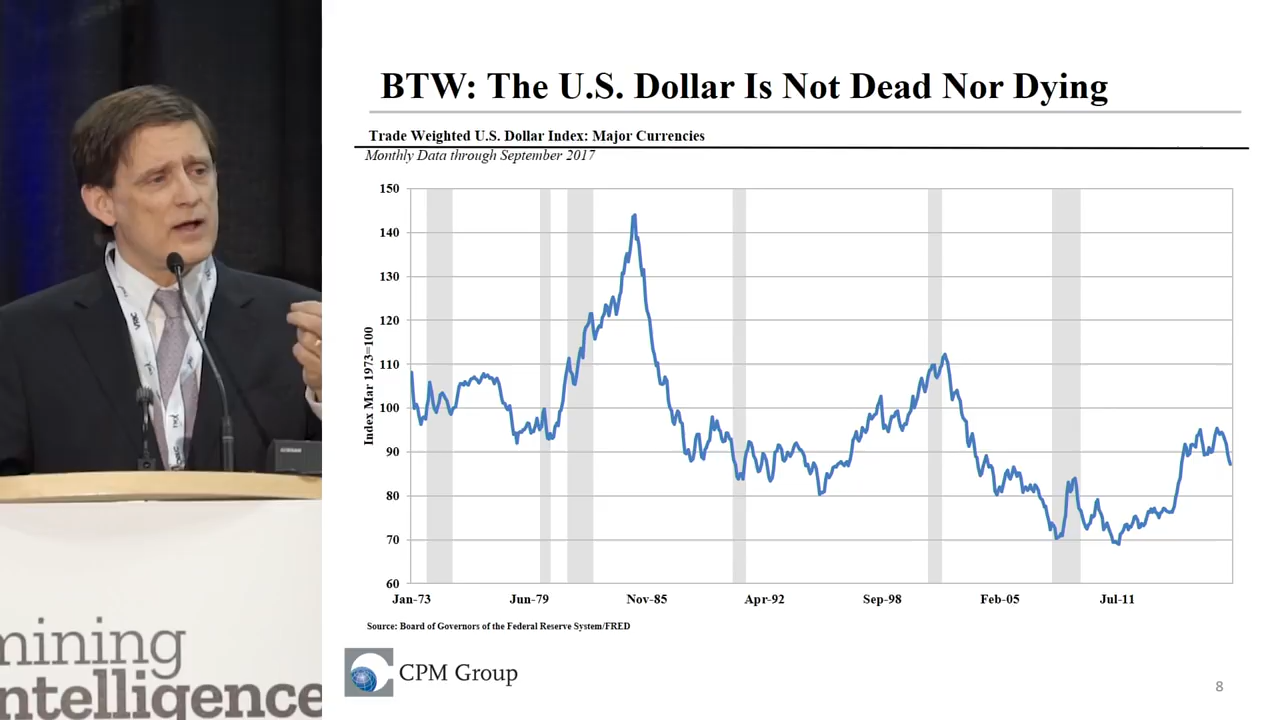 BTW: The U.S. Dollar Is Not Dead Nor Dying
Trade Weighted U.S. Dollar Index: Major Currencies
Monthly Data through September 2017
Index Mar 1973=100
150
140
130
120
110
100
90
80
70
60
Jan-73
Jun-79
Nov-85
Apr-92
Sep-98
Feb-05
Jul-11
Source: Board of Governors of the Federal Reserve System/FRED
CPM Group
8
mining
intelligence